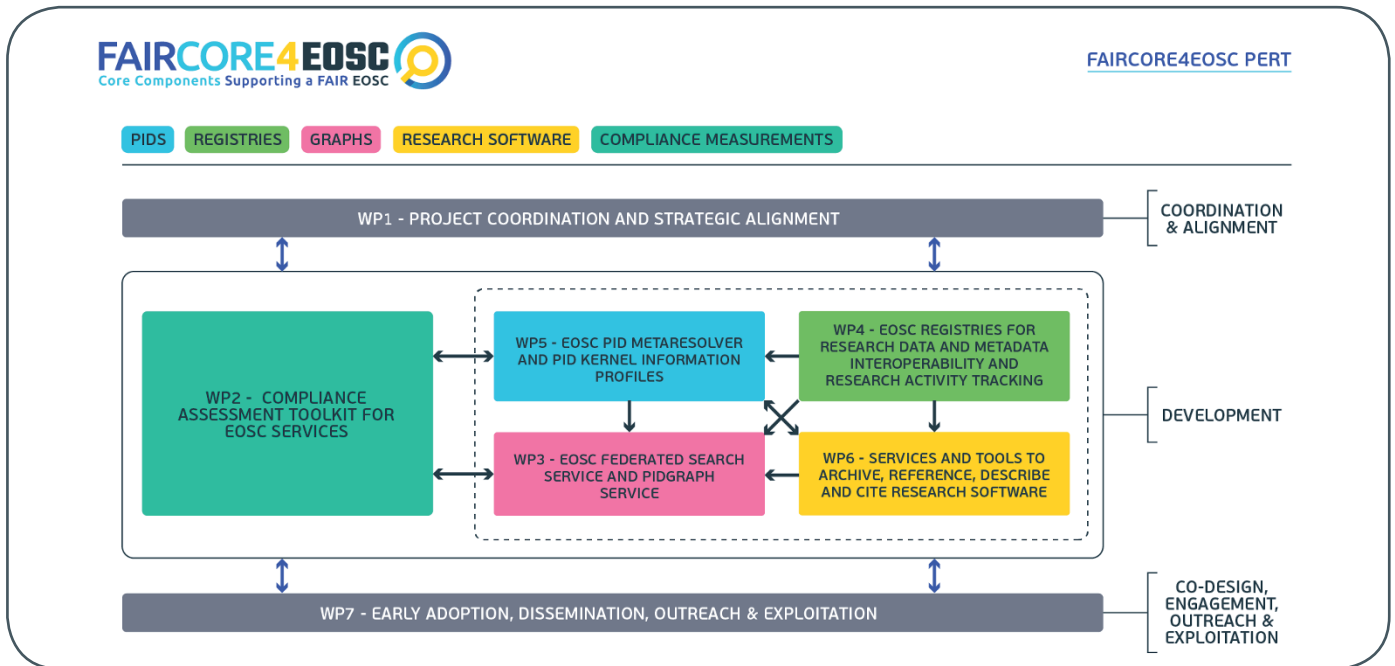 FAIRCORE4EOSC
Core Components Supporting a FAIR EOSC
FAIRCORE4EOSC PERT
PIDS
REGISTRIES
GRAPHS
RESEARCH SOFTWARE
COMPLIANCE MEASUREMENTS
WP1 - PROJECT COORDINATION AND STRATEGIC ALIGNMENT
COORDINATION
& ALIGNMENT
WP2 - COMPLIANCE
ASSESSMENT TOOLKIT FOR
EOSC SERVICES
WP5 - EOSC PID METARESOLVER
AND PID KERNEL INFORMATION
PROFILES
WP4 - EOSC REGISTRIES FOR
RESEARCH DATA AND METADATA
INTEROPERABILITY AND
RESEARCH ACTIVITY TRACKING
WP3 - EOSC FEDERATED SEARCH
SERVICE AND PIDGRAPH
SERVICE
WP6 - SERVICES AND TOOLS TO
ARCHIVE, REFERENCE, DESCRIBE
AND CITE RESEARCH SOFTWARE
DEVELOPMENT
WP7 - EARLY ADOPTION, DISSEMINATION, OUTREACH & EXPLOITATION
CO-DESIGN,
ENGAGEMENT,
OUTREACH &
EXPLOITATION